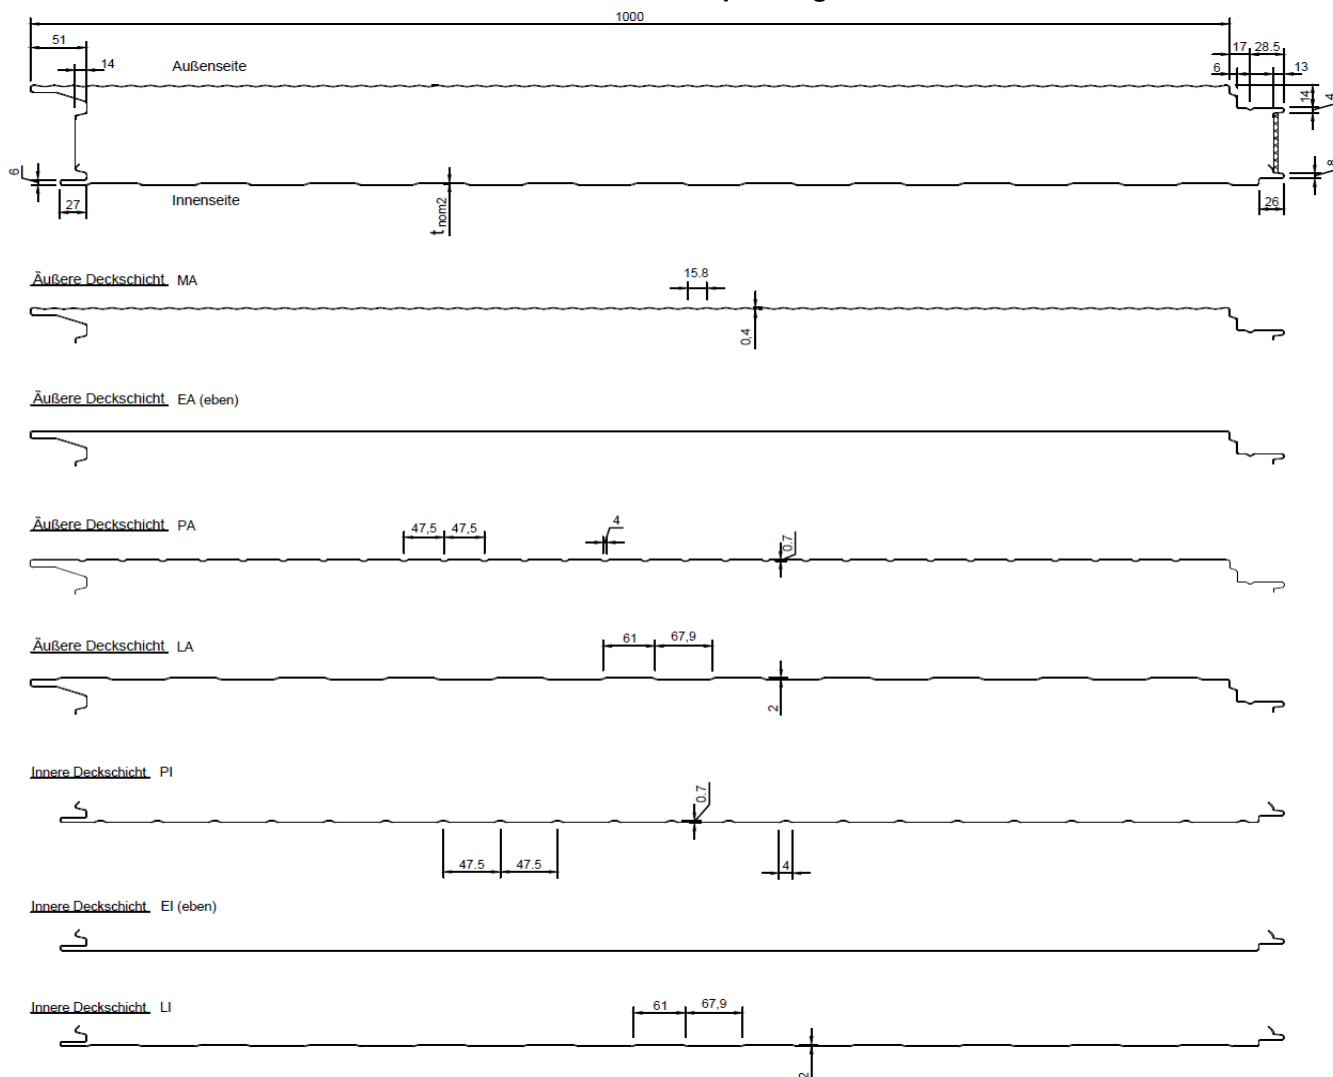 1000
51
17 28.5
14 Außenseite 6 13
14 4
6 8
27 Innenseite 26
t nom2
Äußere Deckschicht MA 15.8
0,4
Äußere Deckschicht EA (eben)
Äußere Deckschicht PA 47,5 47,5 4
0.7
Äußere Deckschicht LA 61 67,9
2
Innere Deckschicht PI
0.7
47.5 47.5 4
Innere Deckschicht EI (eben)
Innere Deckschicht LI 61 67,9
2